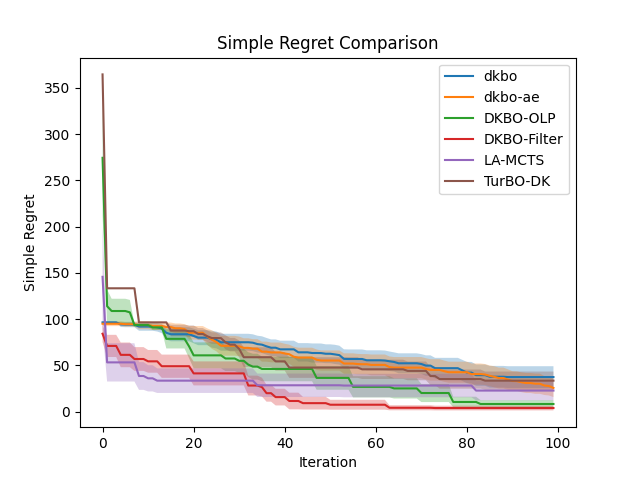 Simple Regret Comparison
Simple Regret
350
300
250
200
150
100
50
0
dkbo
dkbo-ae
DKBO-OLP
DKBO-Filter
LA-MCTS
TurBO-DK
0 20 40 60 80 100
Iteration